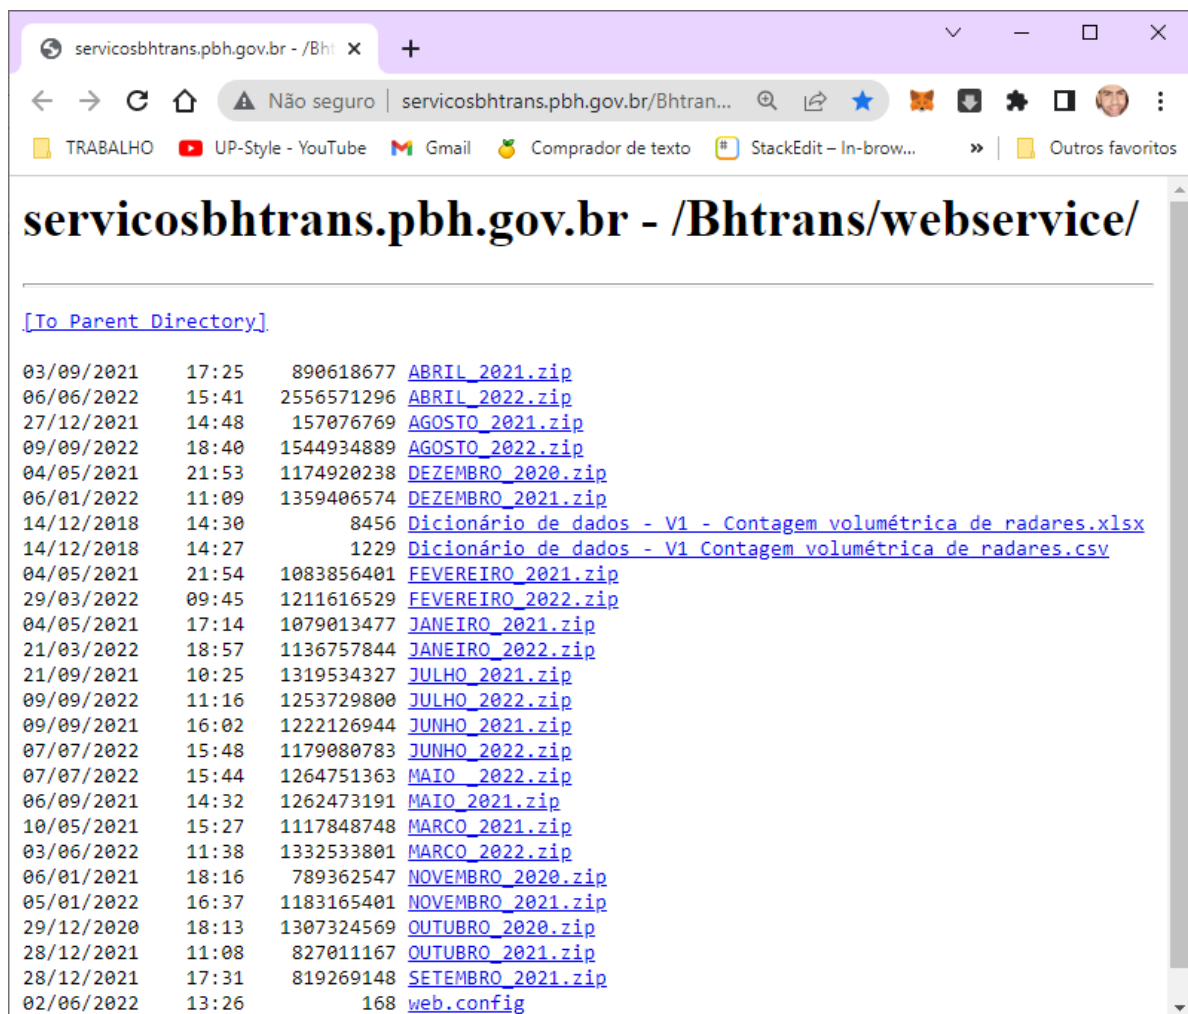 servicosbhtrans.pbh.gov.br - /Bht
Não seguro | servicosbhtrans.pbh.gov.br/Bhtran...
TRABALHO UP-Style - YouTube Gmail Comprador de texto StackEdit – In-brow... » Outros favoritos
servicosbhtrans.pbh.gov.br - /Bhtrans/webservice/
[To Parent Directory]
03/09/2021 17:25 890618677 ABRIL_2021.zip
06/06/2022 15:41 2556571296 ABRIL_2022.zip
27/12/2021 14:48 157076769 AGOSTO_2021.zip
09/09/2022 18:40 1544934889 AGOSTO_2022.zip
04/05/2021 21:53 1174920238 DEZEMBRO_2020.zip
06/01/2022 11:09 1359406574 DEZEMBRO_2021.zip
14/12/2018 14:30 8456 Dicionário de dados - V1 - Contagem volumétrica de radares.xlsx
14/12/2018 14:27 1229 Dicionário de dados - V1 Contagem volumétrica de radares.csv
04/05/2021 21:54 1083856401 FEVEREIRO_2021.zip
29/03/2022 09:45 1211616529 FEVEREIRO_2022.zip
04/05/2021 17:14 1079013477 JANEIRO_2021.zip
21/03/2022 18:57 1136757844 JANEIRO_2022.zip
21/09/2021 10:25 1319534327 JULHO_2021.zip
09/09/2022 11:16 1253729800 JULHO_2022.zip
09/09/2021 16:02 1222126944 JUNHO_2021.zip
07/07/2022 15:48 1179080783 JUNHO_2022.zip
07/07/2022 15:44 1264751363 MAIO _2022.zip
06/09/2021 14:32 1262473191 MAIO_2021.zip
10/05/2021 15:27 1117848748 MARCO_2021.zip
03/06/2022 11:38 1332533801 MARCO_2022.zip
06/01/2021 18:16 789362547 NOVEMBRO_2020.zip
05/01/2022 16:37 1183165401 NOVEMBRO_2021.zip
29/12/2020 18:13 1307324569 OUTUBRO_2020.zip
28/12/2021 11:08 827011167 OUTUBRO_2021.zip
28/12/2021 17:31 819269148 SETEMBRO_2021.zip
02/06/2022 13:26 168 web.config